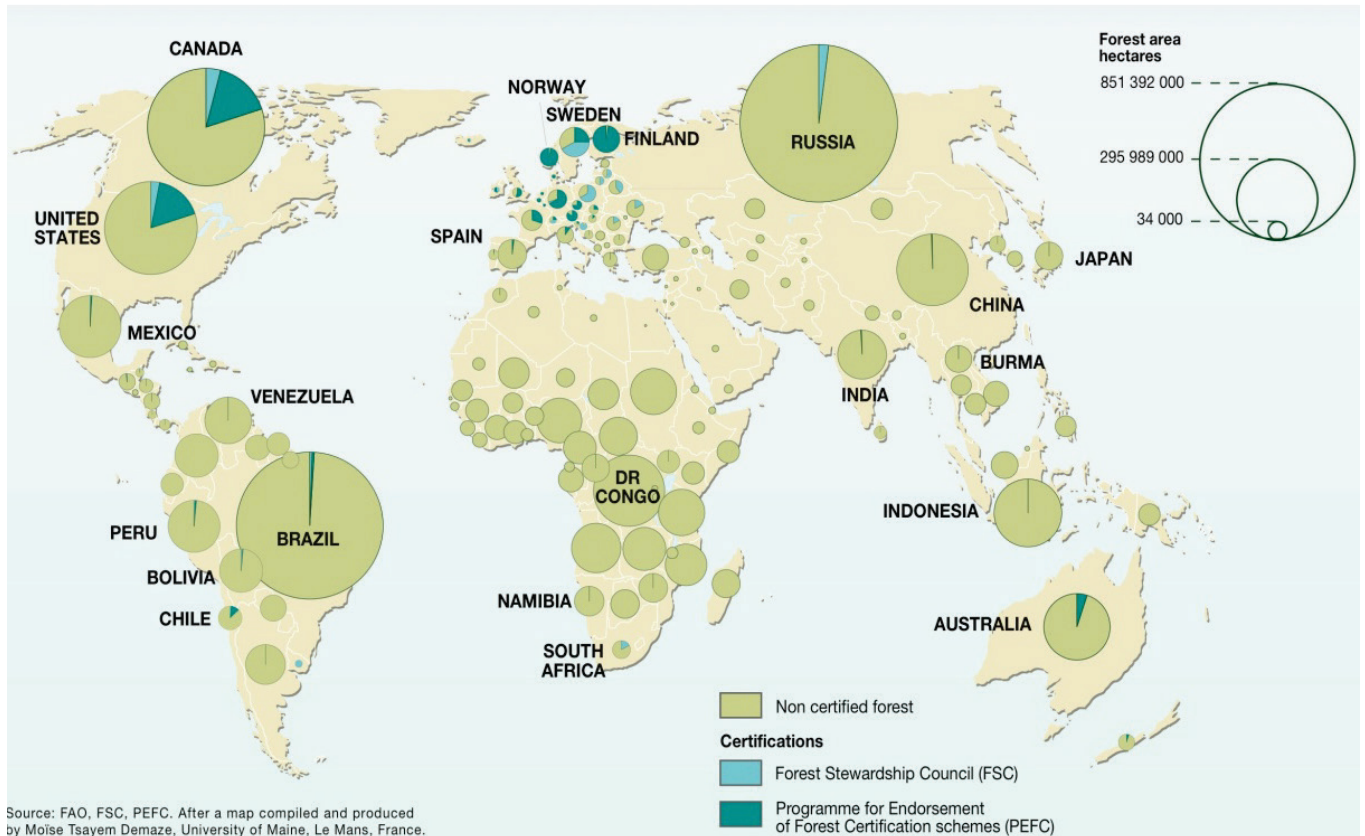 CANADA
NORWAY
SWEDEN
FINLAND
RUSSIA
Forest area
hectares
851 392 000
295 989 000
34 000
UNITED
STATES
SPAIN
JAPAN
CHINA
MEXICO
BURMA
INDIA
VENEZUELA
DR
CONGO
INDONESIA
PERU
BRAZIL
BOLIVIA
NAMIBIA
CHILE
AUSTRALIA
SOUTH
AFRICA
Non certified forest
Certifications
Forest Stewardship Council (FSC)
Programme for Endorsement
of Forest Certification schemes (PEFC)
Source: FAO, FSC, PEFC. After a map compiled and produced
by Moïse Tsayem Demaze, University of Maine, Le Mans, France.